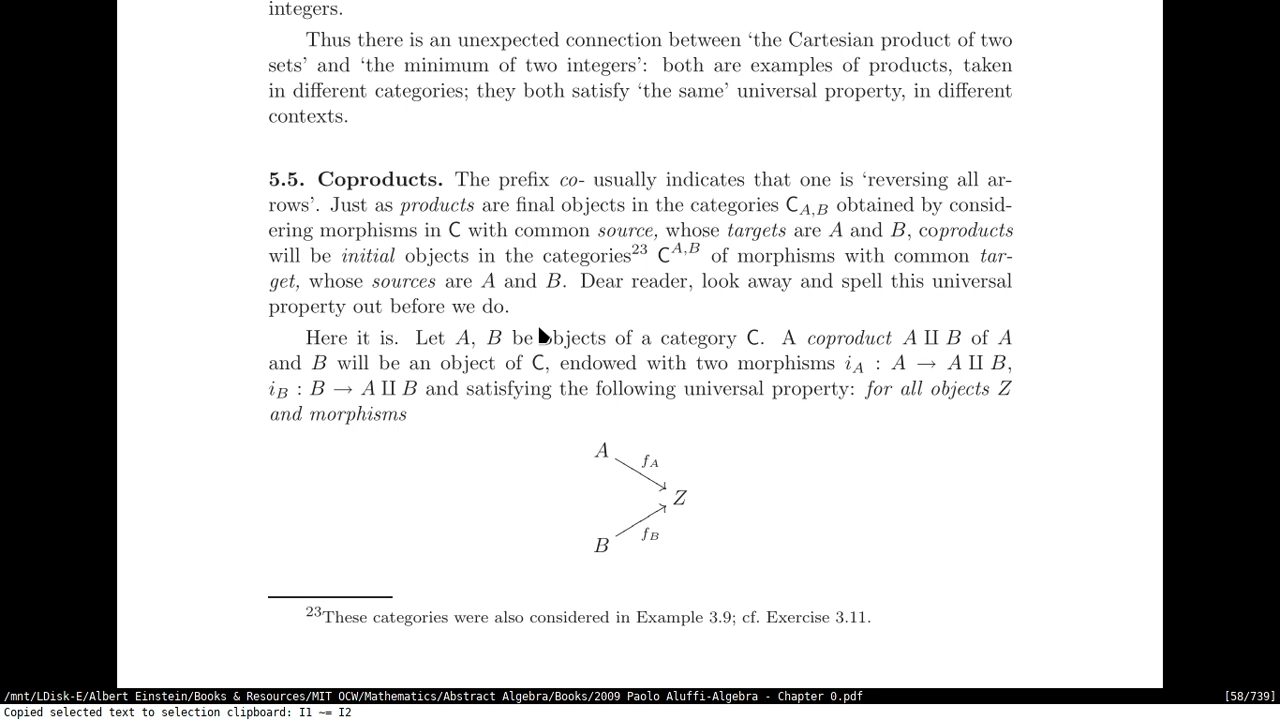 integers.
Thus there is an unexpected connection between ‘the Cartesian product of two
sets’ and ‘the minimum of two integers’: both are examples of products, taken
in different categories; they both satisfy ‘the same’ universal property, in different
contexts.
5.5. Coproducts. The prefix co- usually indicates that one is ‘reversing all ar-
rows’. Just as products are final objects in the categories C_{A,B} obtained by consid-
ering morphisms in C with common source, whose targets are A and B, coproducts
will be initial objects in the categories²³ C^{A,B} of morphisms with common tar-
get, whose sources are A and B. Dear reader, look away and spell this universal
property out before we do.
Here it is. Let A, B be objects of a category C. A coproduct A ⨿ B of A
and B will be an object of C, endowed with two morphisms i_A : A → A ⨿ B,
i_B : B → A ⨿ B and satisfying the following universal property: for all objects Z
and morphisms
A
f_A
Z
f_B
B
²³These categories were also considered in Example 3.9; cf. Exercise 3.11.
/mnt/LDisk-E/Albert Einstein/Books & Resources/MIT OCW/Mathematics/Abstract Algebra/Books/2009 Paolo Aluffi-Algebra - Chapter 0.pdf [58/739]
Copied selected text to selection clipboard: I1 ~= I2